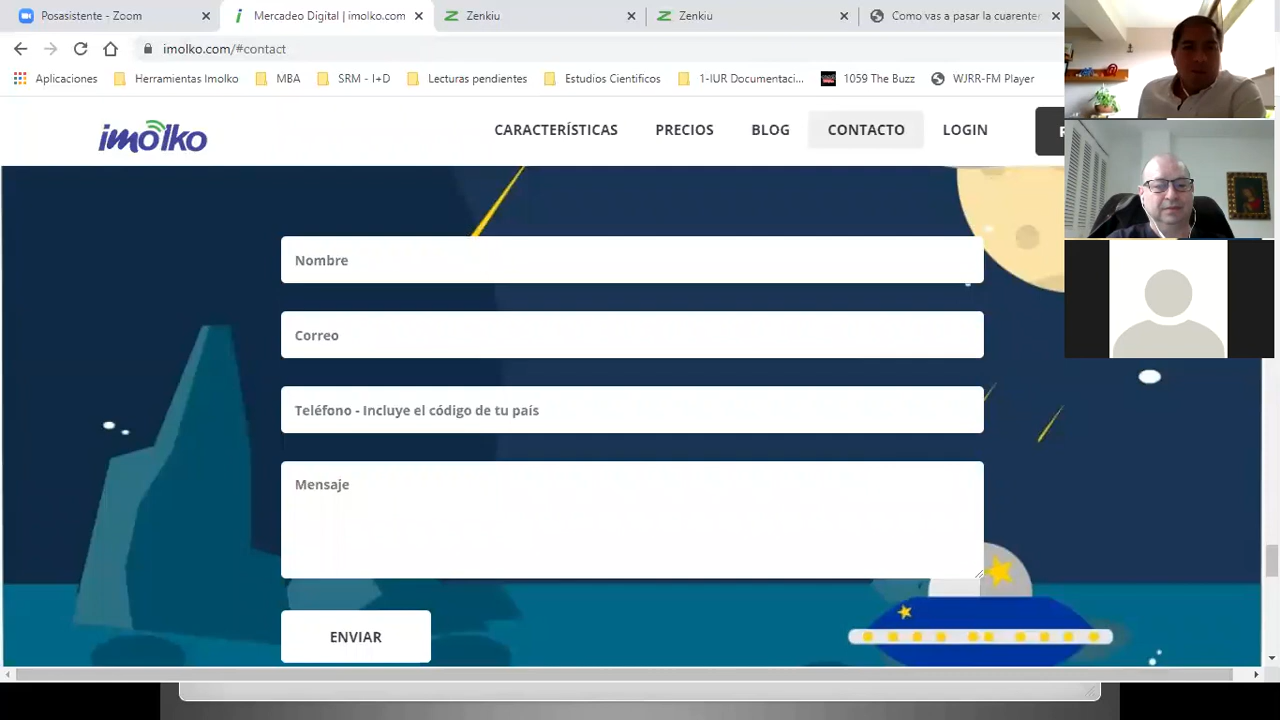 Posasistente - Zoom
Mercadeo Digital | imolko.com
Zenkiu
Zenkiu
Como vas a pasar la cuarenter
imolko.com/#contact
Aplicaciones
Herramientas Imolko
MBA
SRM - I+D
Lecturas pendientes
Estudios Cientificos
1-IUR Documentaci...
1059 The Buzz
WJRR-FM Player
imolko
CARACTERÍSTICAS
PRECIOS
BLOG
CONTACTO
LOGIN
Nombre
Correo
Teléfono - Incluye el código de tu país
Mensaje
ENVIAR